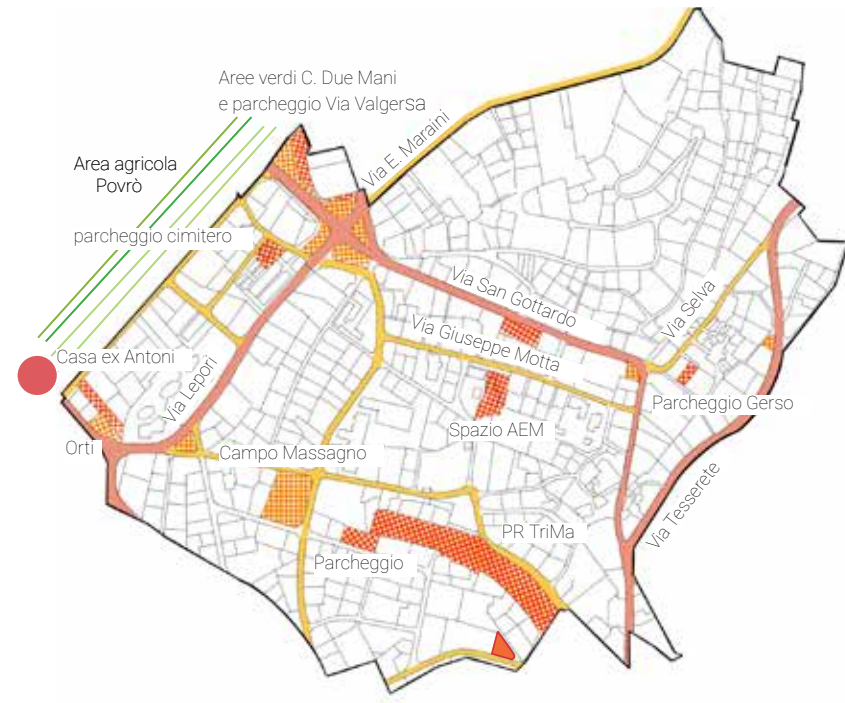 Aree verdi C. Due Mani
e parcheggio Via Valgersa
Via E. Maraini
Area agricola
Povrò
parcheggio cimitero
Via San Gottardo
Via Selva
Via Giuseppe Motta
Casa ex Antoni
Via Lepori
Parcheggio Gerso
Spazio AEM
Orti
Campo Massagno
Via Tesserete
PR TriMa
Parcheggio